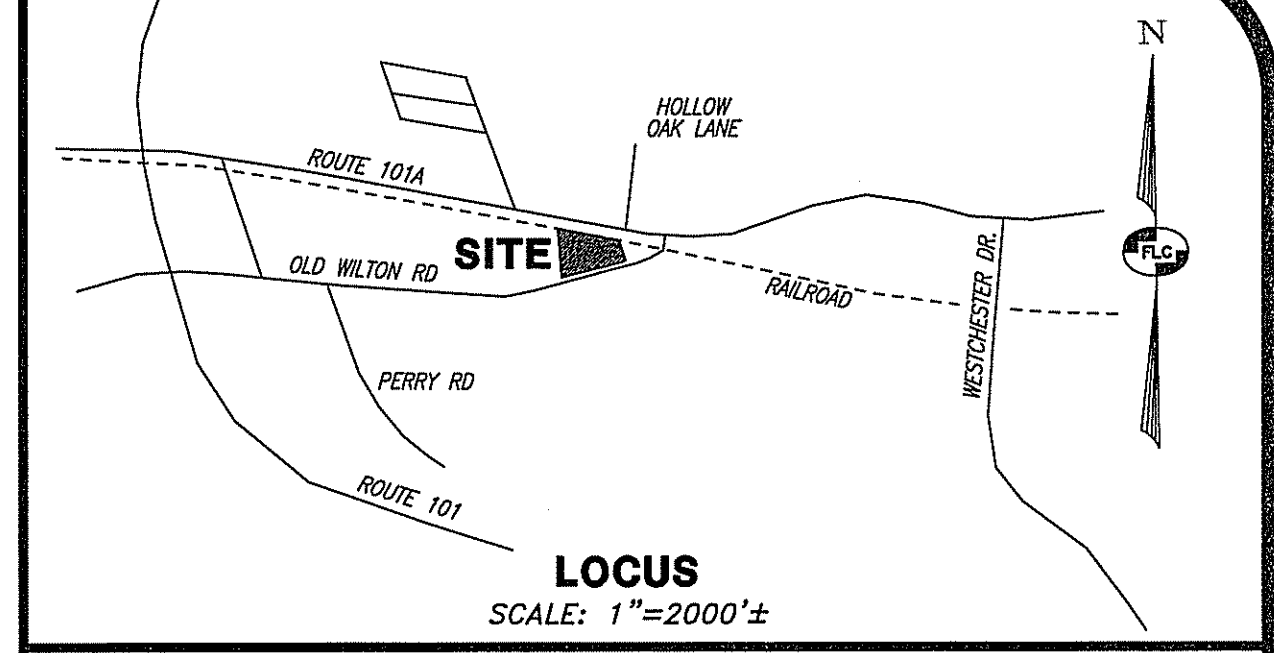 N
HOLLOW
OAK LANE
ROUTE 101A
SITE
OLD WILTON RD
FLC
WESTCHESTER DR.
RAILROAD
PERRY RD
ROUTE 101
LOCUS
SCALE: 1"=2000'±